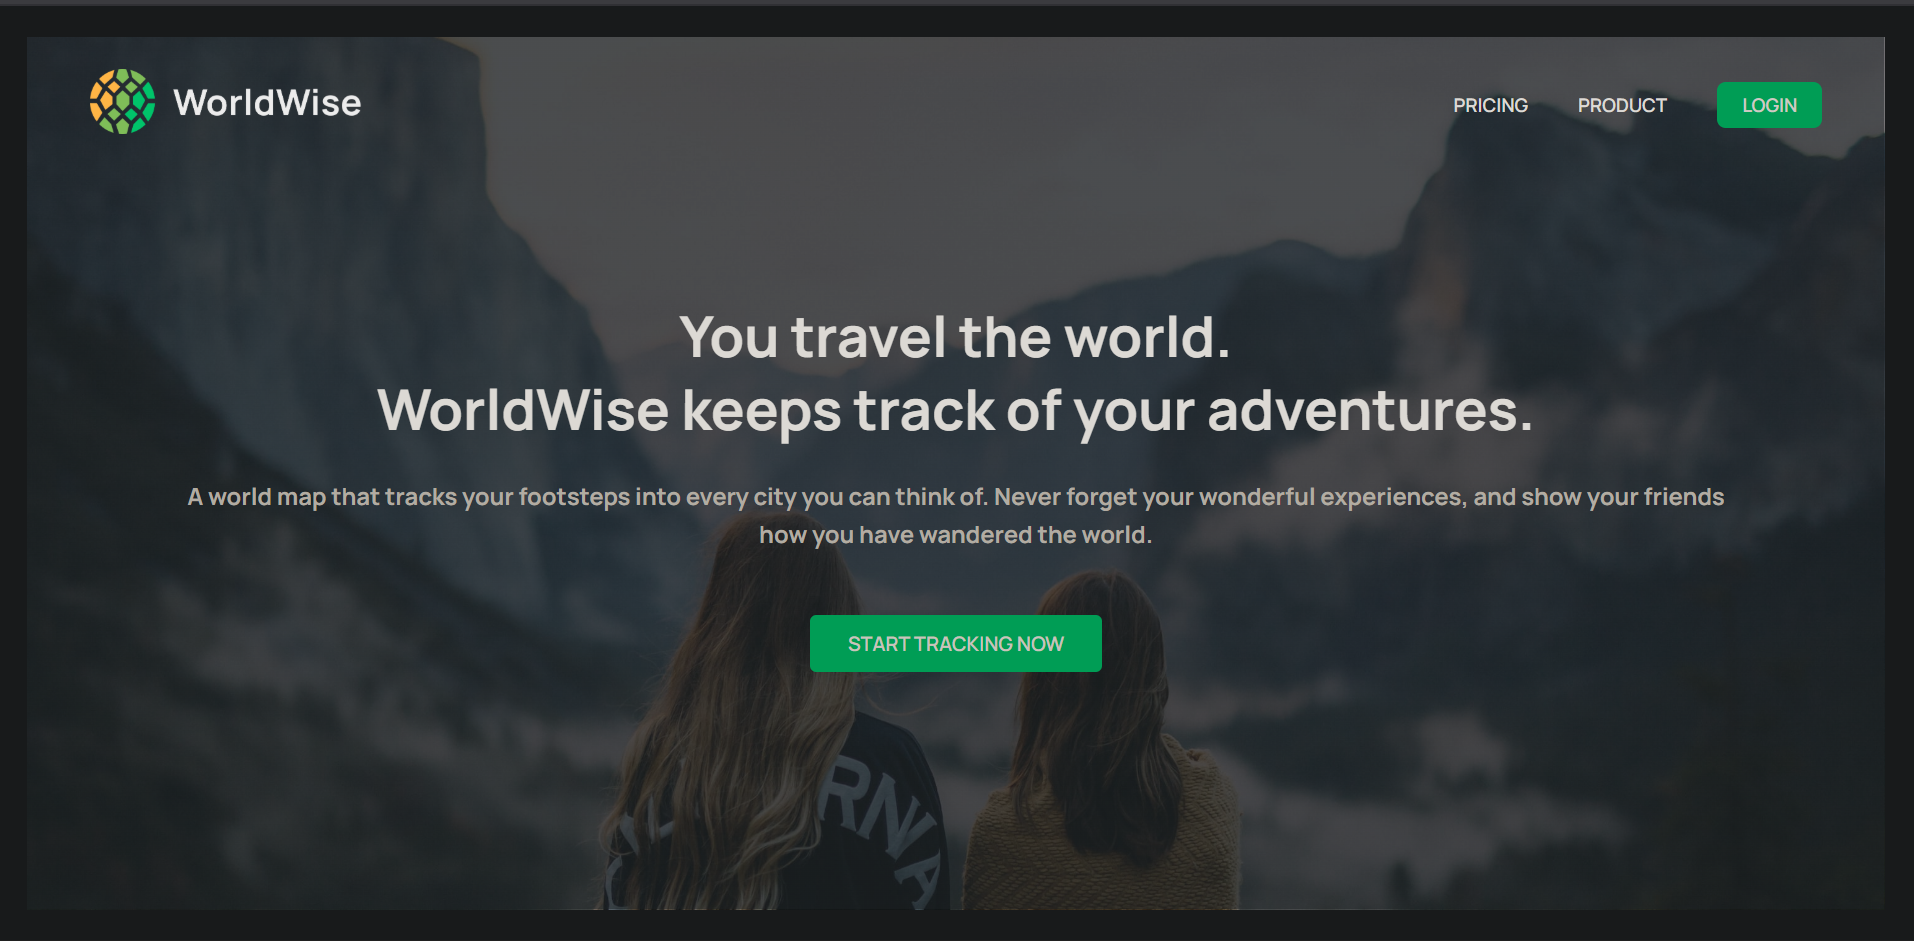 WorldWise
PRICING
PRODUCT
LOGIN
You travel the world.
WorldWise keeps track of your adventures.
A world map that tracks your footsteps into every city you can think of. Never forget your wonderful experiences, and show your friends
how you have wandered the world.
START TRACKING NOW